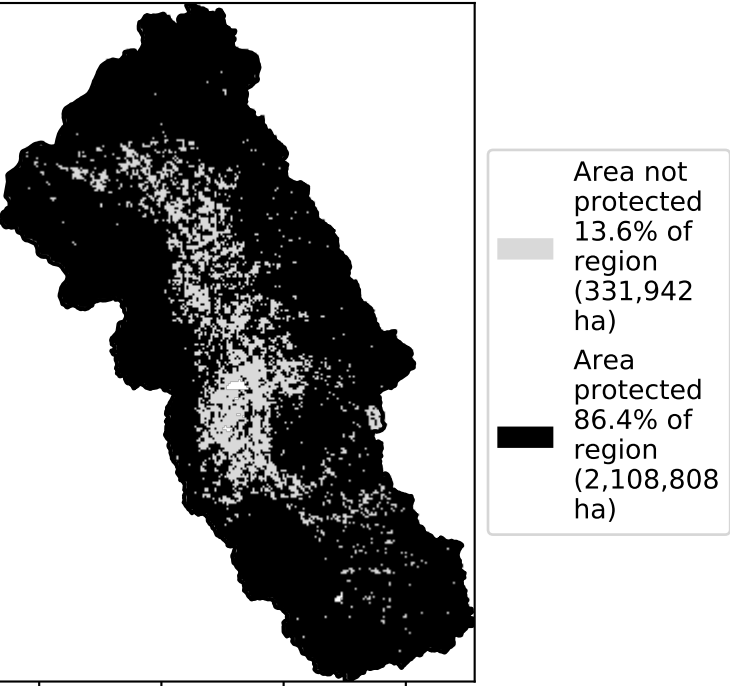 Area not
protected
13.6% of
region
(331,942
ha)
Area
protected
86.4% of
region
(2,108,808
ha)